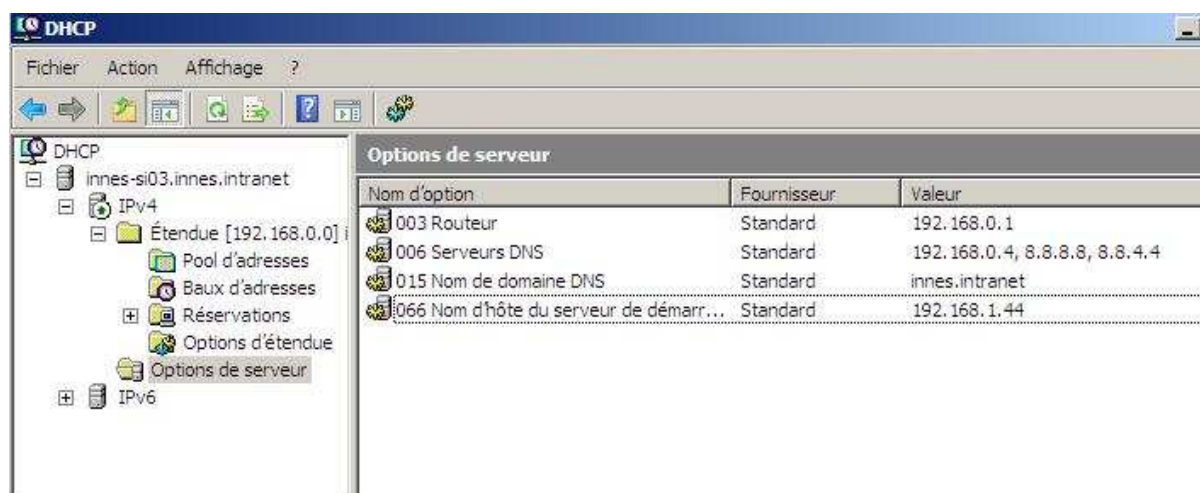 DHCP
Fichier Action Affichage ?
DHCP
innes-si03.innes.intranet
IPv4
Étendue [192.168.0.0] i
Pool d'adresses
Baux d'adresses
Réservations
Options d'étendue
Options de serveur
IPv6
Options de serveur
Nom d'option Fournisseur Valeur
003 Routeur Standard 192.168.0.1
006 Serveurs DNS Standard 192.168.0.4, 8.8.8.8, 8.8.4.4
015 Nom de domaine DNS Standard innes.intranet
066 Nom d'hôte du serveur de démarr... Standard 192.168.1.44